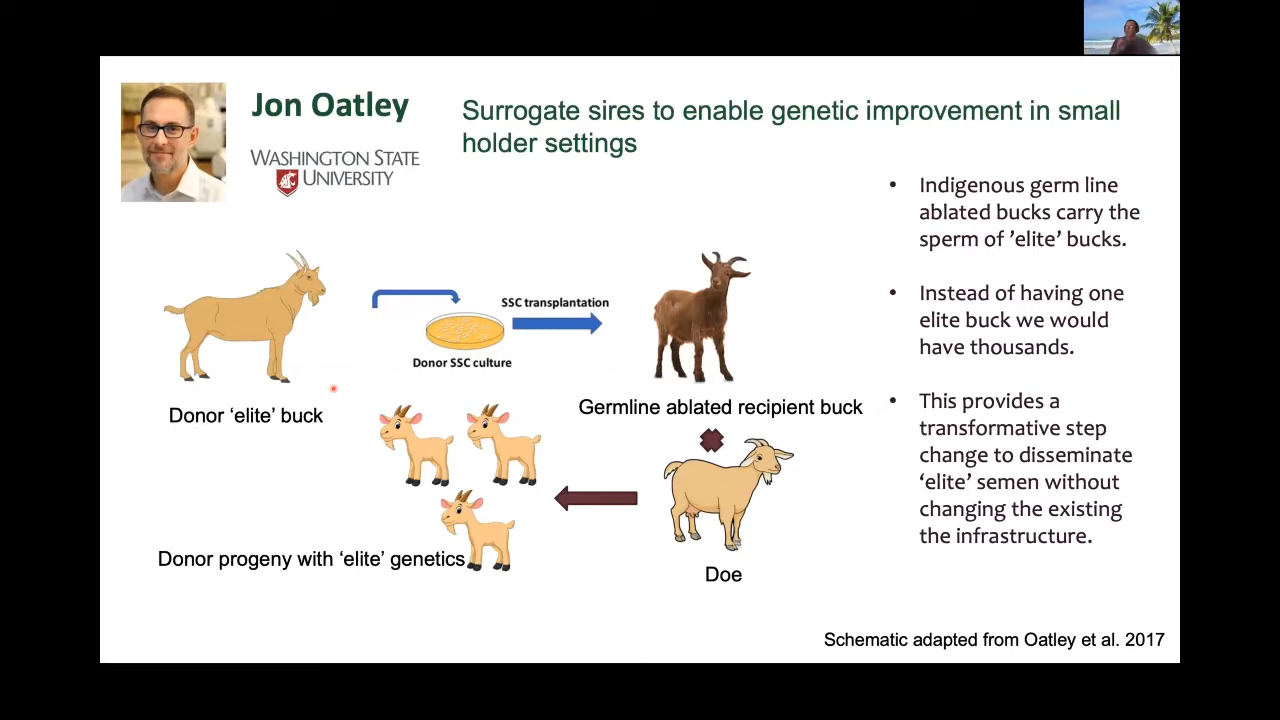 Jon Oatley
WASHINGTON STATE
UNIVERSITY
Surrogate sires to enable genetic improvement in small
holder settings
• Indigenous germ line
ablated bucks carry the
sperm of ’elite’ bucks.
• Instead of having one
elite buck we would
have thousands.
• This provides a
transformative step
change to disseminate
‘elite’ semen without
changing the existing
the infrastructure.
SSC transplantation
Donor SSC culture
Donor ‘elite’ buck
Germline ablated recipient buck
Donor progeny with ‘elite’ genetics
Doe
Schematic adapted from Oatley et al. 2017